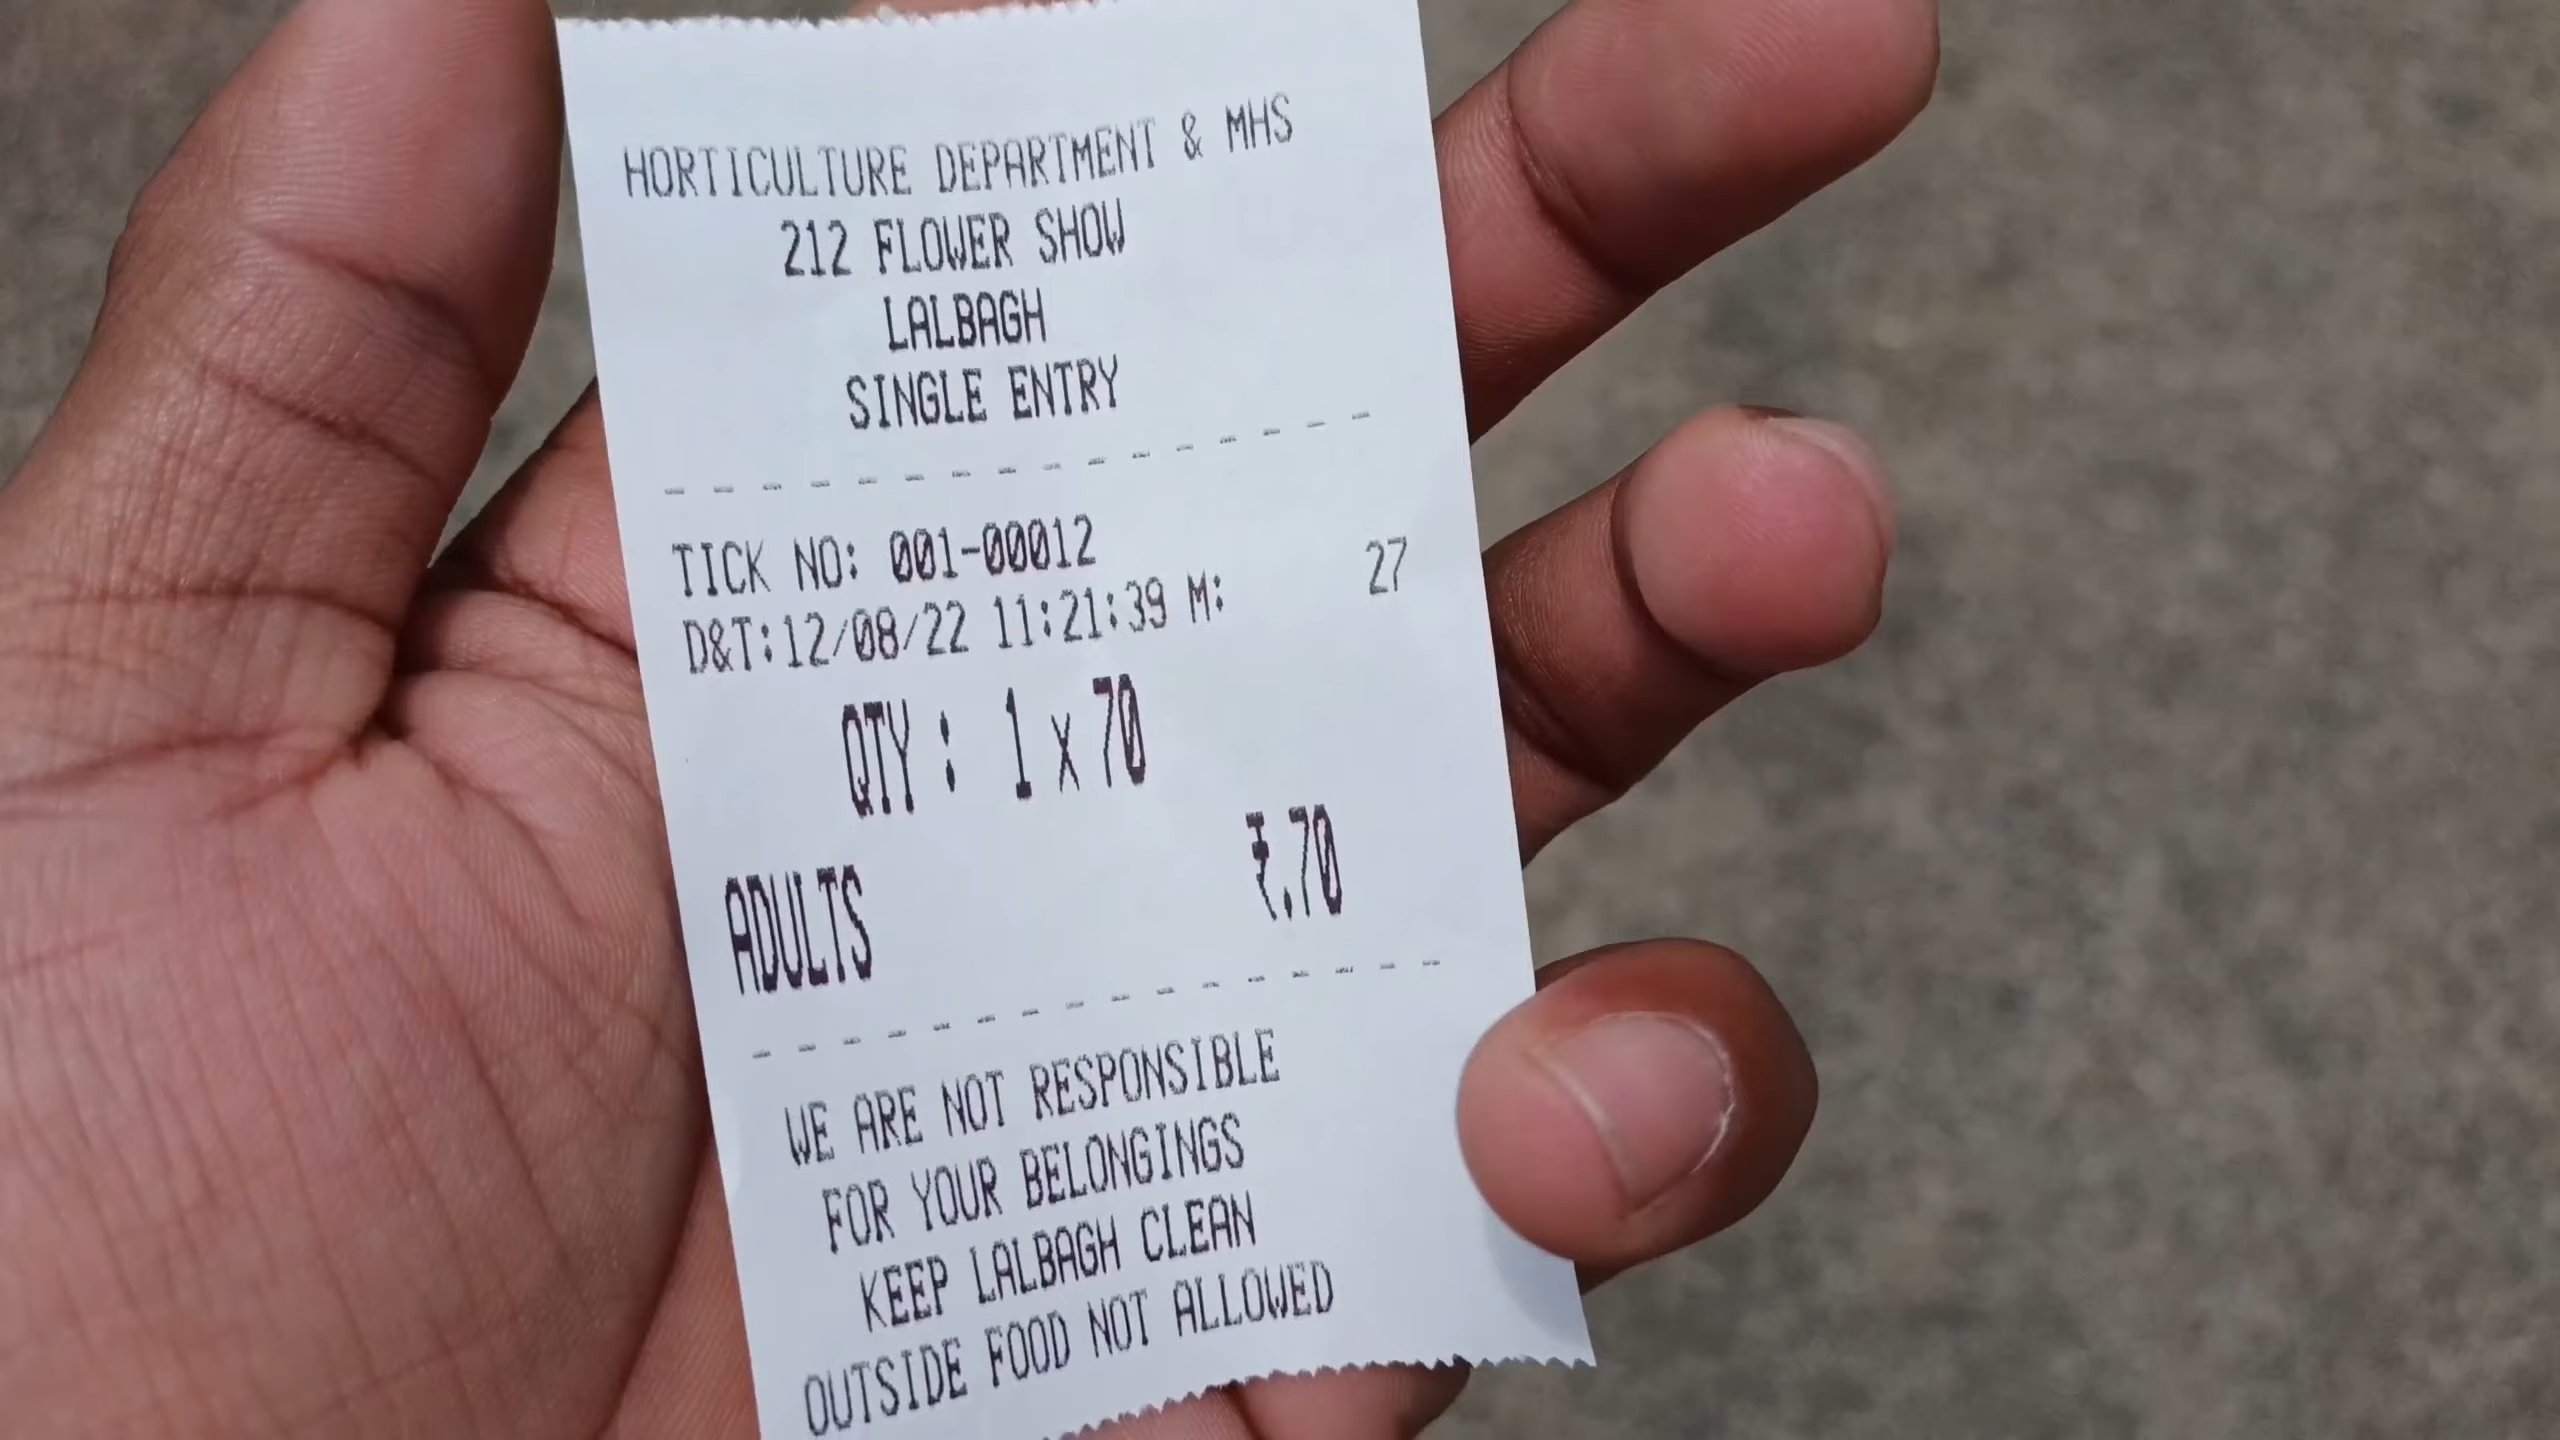 HORTICULTURE DEPARTMENT & MHS
212 FLOWER SHOW
LALBAGH
SINGLE ENTRY
- - - - - - - - - - - - - - - - -
TICK NO: 001-00012
D&T:12/08/22 11:21:39 M: 27
QTY : 1 x 70
ADULTS ₹.70
- - - - - - - - - - - - - - - -
WE ARE NOT RESPONSIBLE
FOR YOUR BELONGINGS
KEEP LALBAGH CLEAN
OUTSIDE FOOD NOT ALLOWED